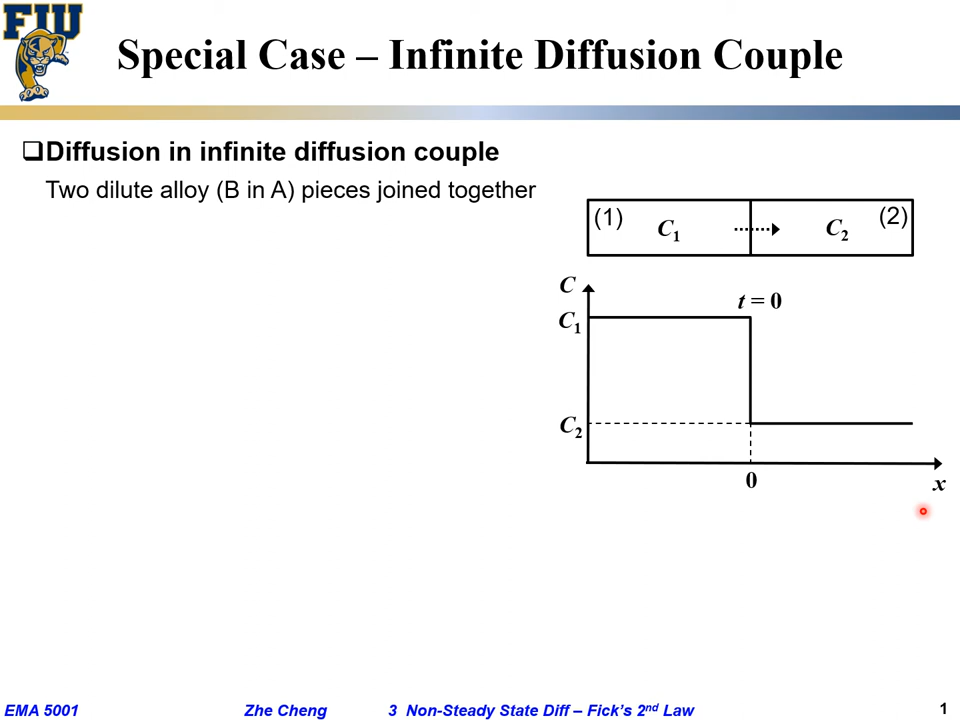 FIU
Special Case – Infinite Diffusion Couple
❑Diffusion in infinite diffusion couple
Two dilute alloy (B in A) pieces joined together
(1) C₁ C₂ (2)
C
t = 0
C₁
C₂
0
x
EMA 5001 Zhe Cheng 3 Non-Steady State Diff – Fick’s 2ⁿᵈ Law 1